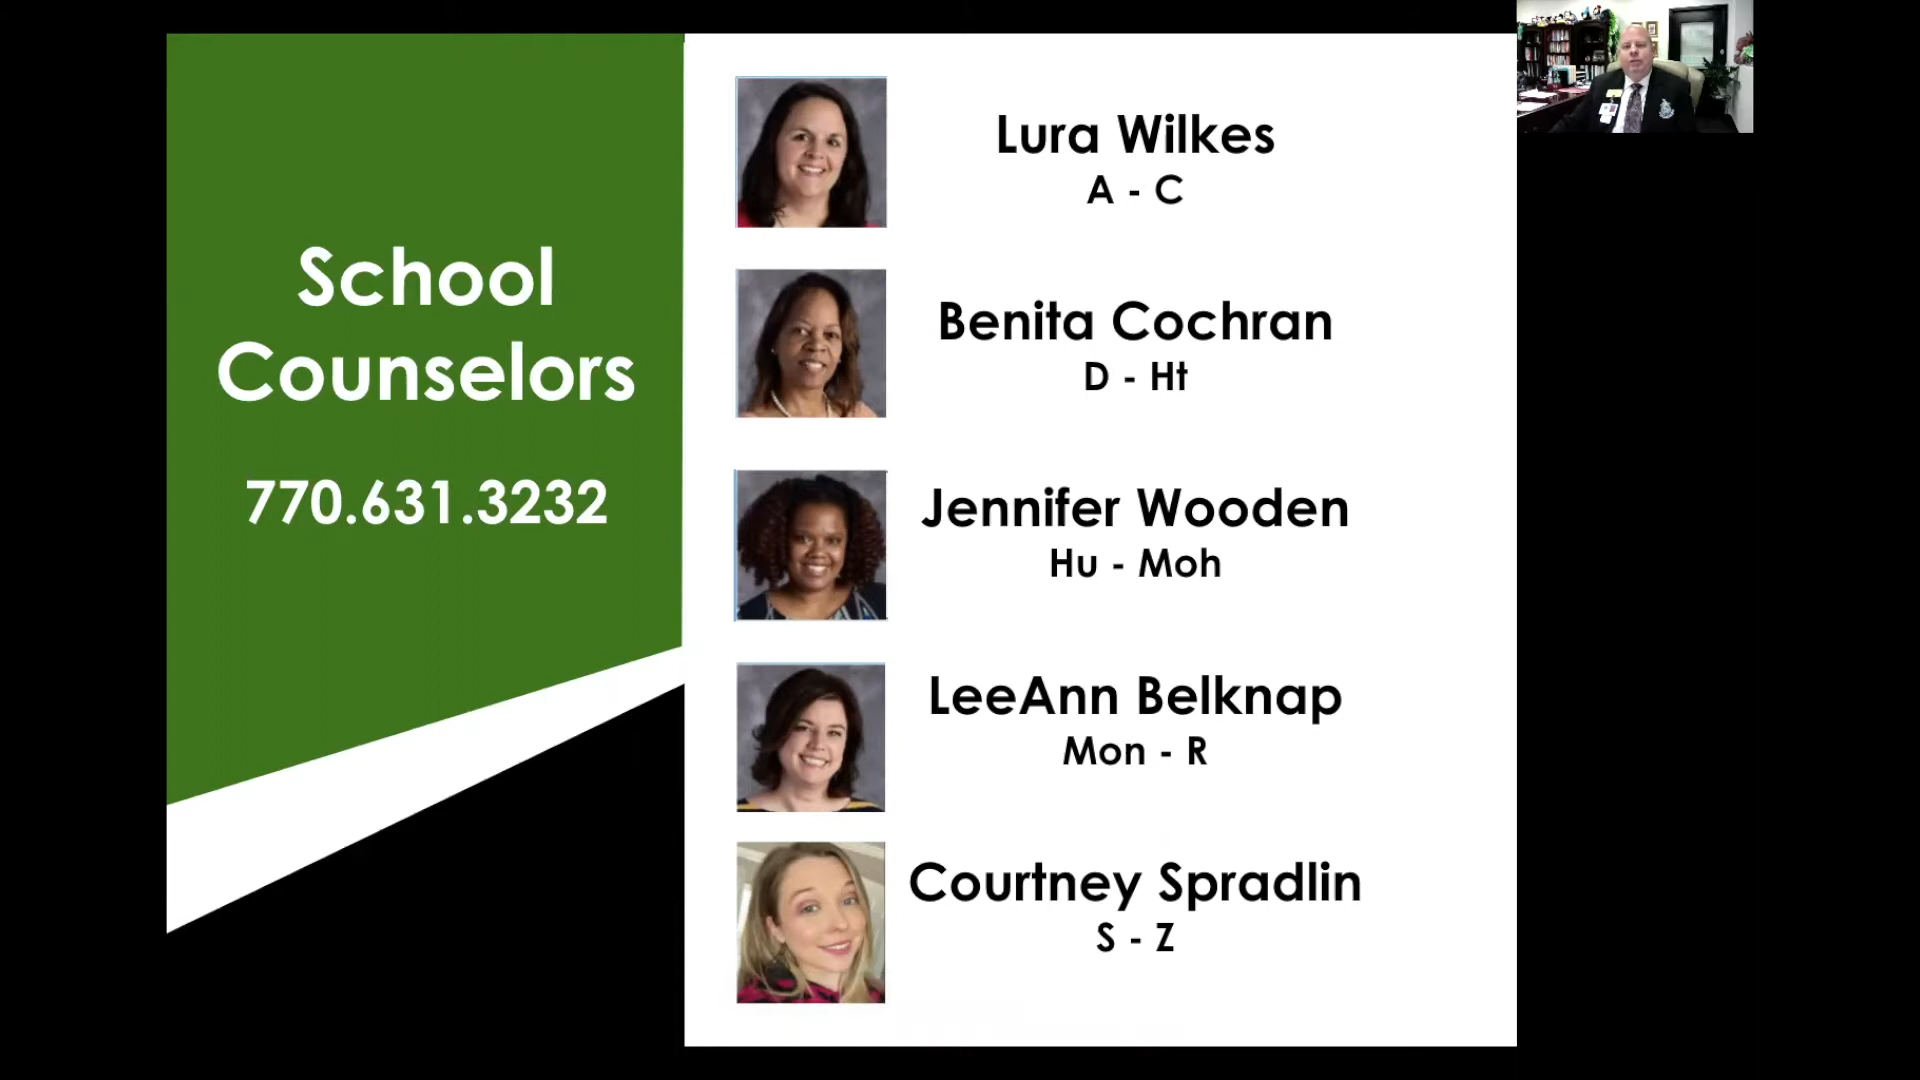 School
Counselors
770.631.3232
Lura Wilkes
A - C
Benita Cochran
D - Ht
Jennifer Wooden
Hu - Moh
LeeAnn Belknap
Mon - R
Courtney Spradlin
S - Z